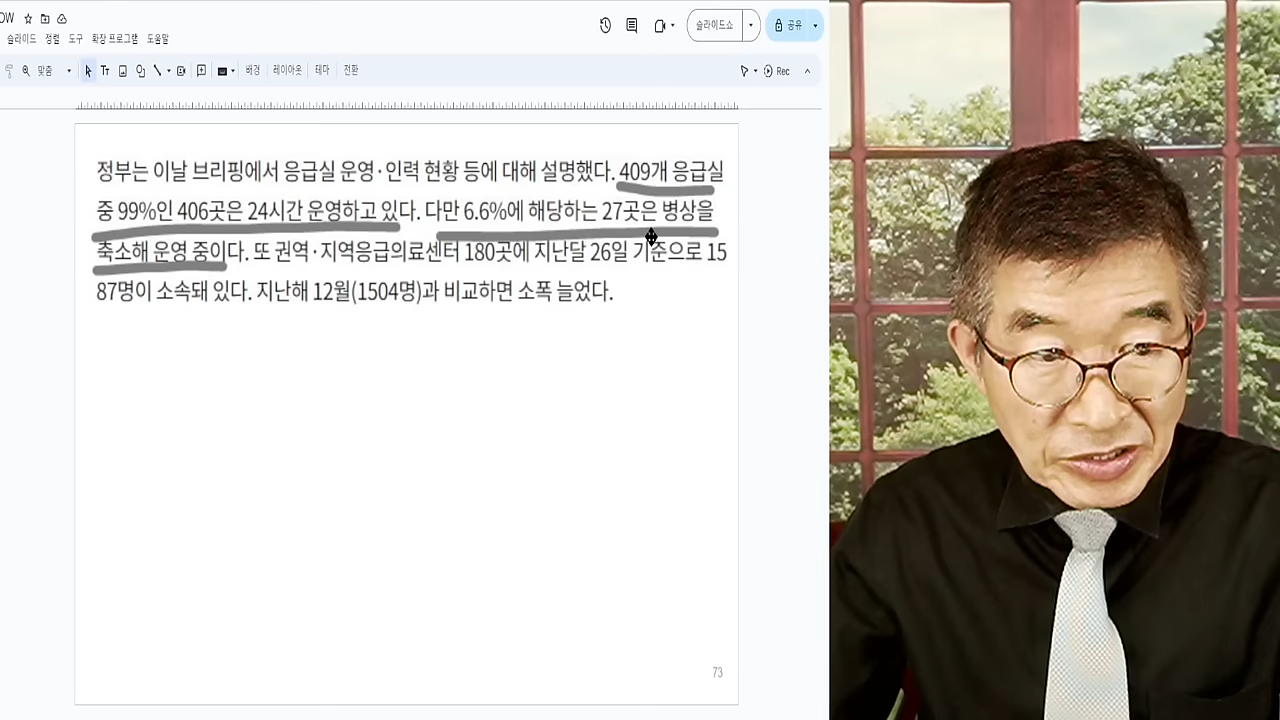 OW
슬라이드 정렬 도구 확장 프로그램 도움말
슬라이드쇼
공유
맞춤
Tт
배경 레이아웃 테마 전환
Rec
정부는 이날 브리핑에서 응급실 운영·인력 현황 등에 대해 설명했다. 409개 응급실
중 99%인 406곳은 24시간 운영하고 있다. 다만 6.6%에 해당하는 27곳은 병상을
축소해 운영 중이다. 또 권역·지역응급의료센터 180곳에 지난달 26일 기준으로 15
87명이 소속돼 있다. 지난해 12월(1504명)과 비교하면 소폭 늘었다.
73